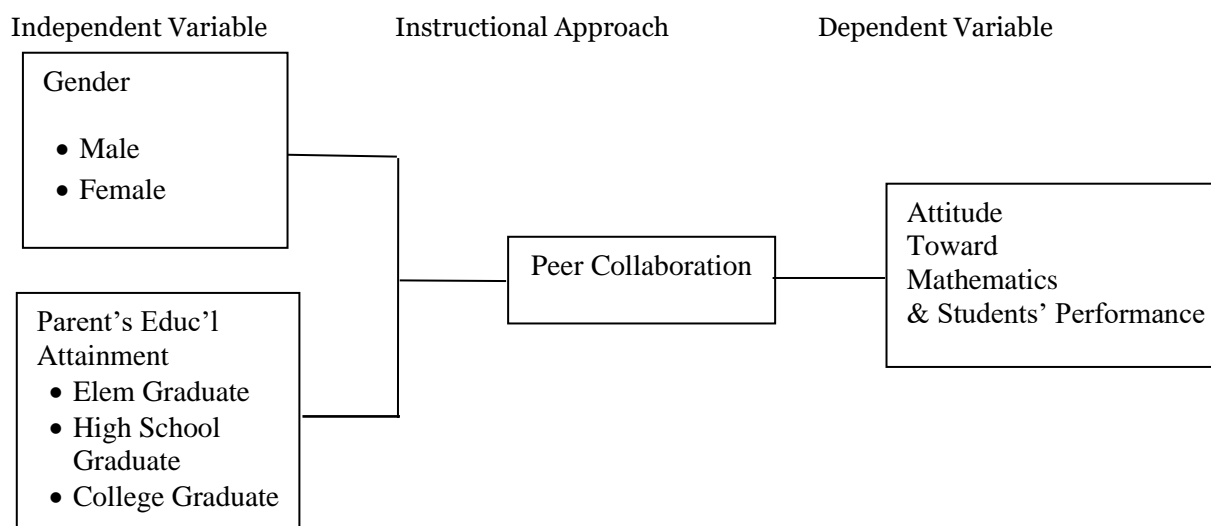 Independent Variable Instructional Approach Dependent Variable
Gender
• Male
• Female
Parent’s Educ’l
Attainment
• Elem Graduate
• High School
Graduate
• College Graduate
Peer Collaboration
Attitude
Toward
Mathematics
& Students’ Performance